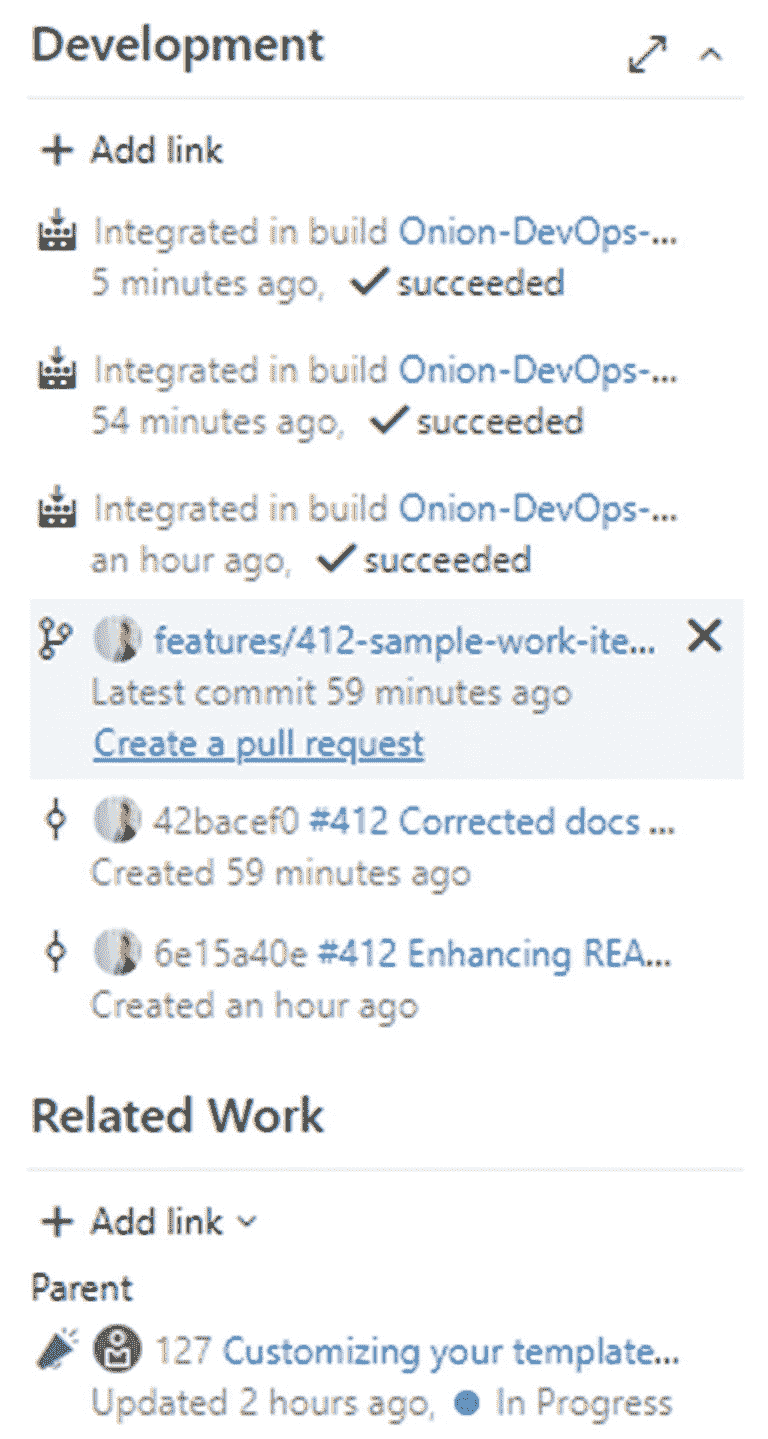 Development
Add link
Integrated in build Onion-DevOps-...
5 minutes ago, succeeded
Integrated in build Onion-DevOps-...
54 minutes ago, succeeded
Integrated in build Onion-DevOps-...
an hour ago, succeeded
features/412-sample-work-ite...
Latest commit 59 minutes ago
Create a pull request
42bacef0 #412 Corrected docs ...
Created 59 minutes ago
6e15a40e #412 Enhancing REA...
Created an hour ago
Related Work
Add link
Parent
127 Customizing your template...
Updated 2 hours ago, In Progress